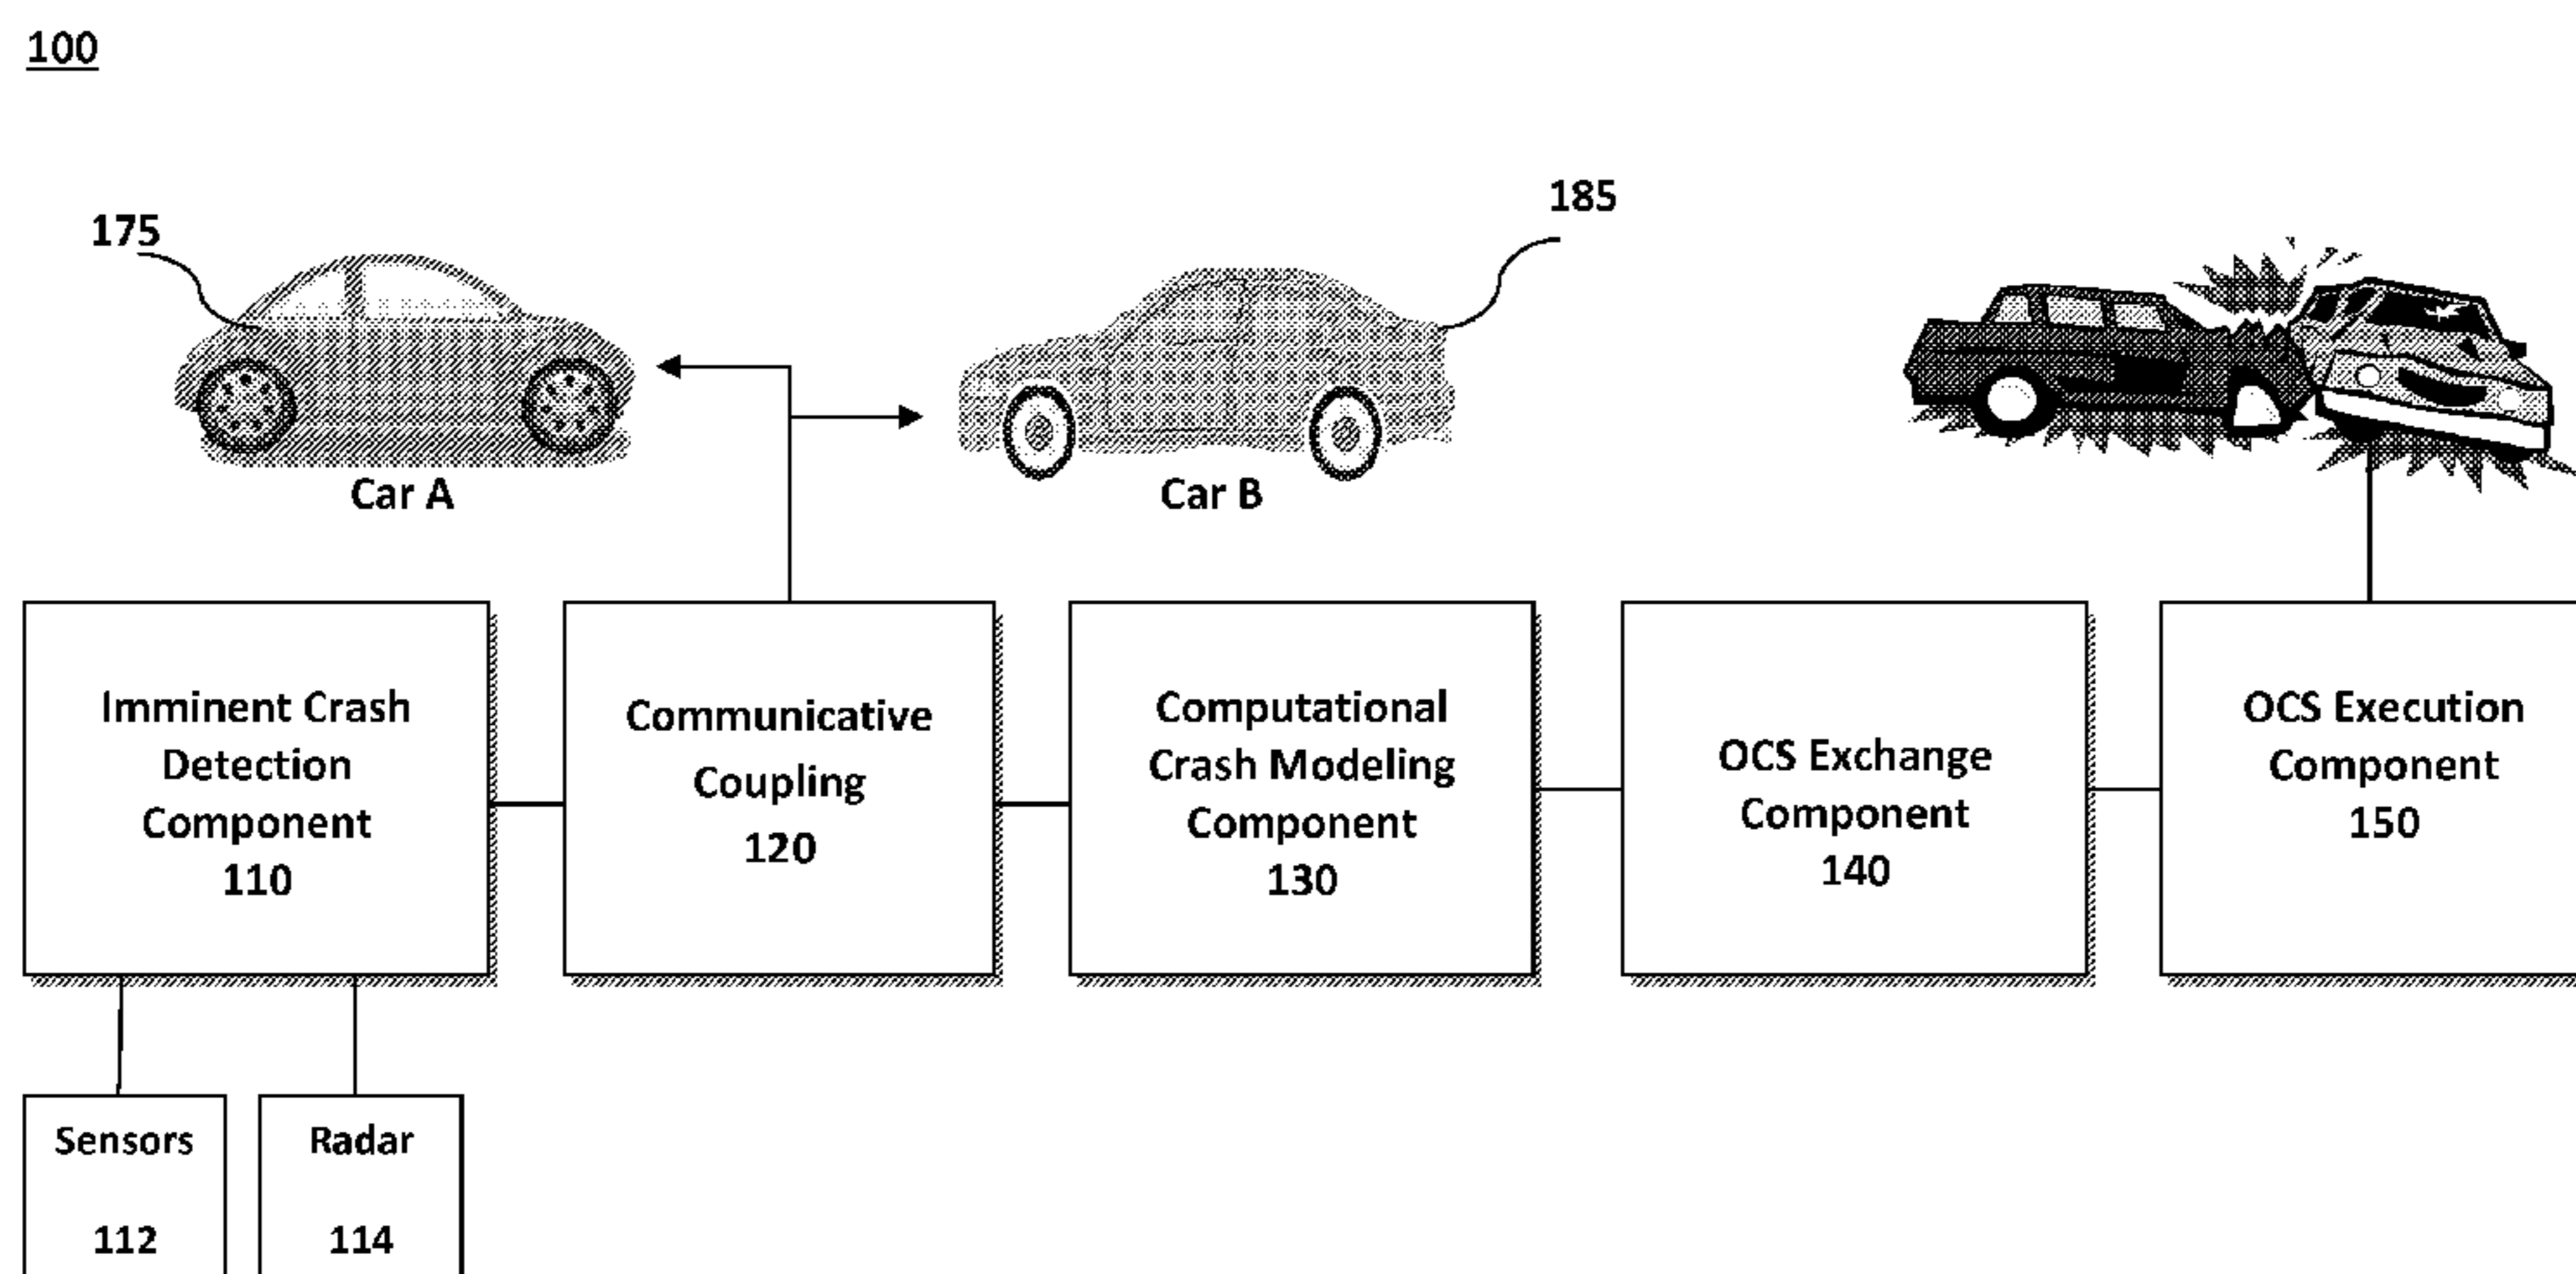 100
175
185
Car A
Car B
Imminent Crash
Detection
Component
110
Communicative
Coupling
120
Computational
Crash Modeling
Component
130
OCS Exchange
Component
140
OCS Execution
Component
150
Sensors
112
Radar
114